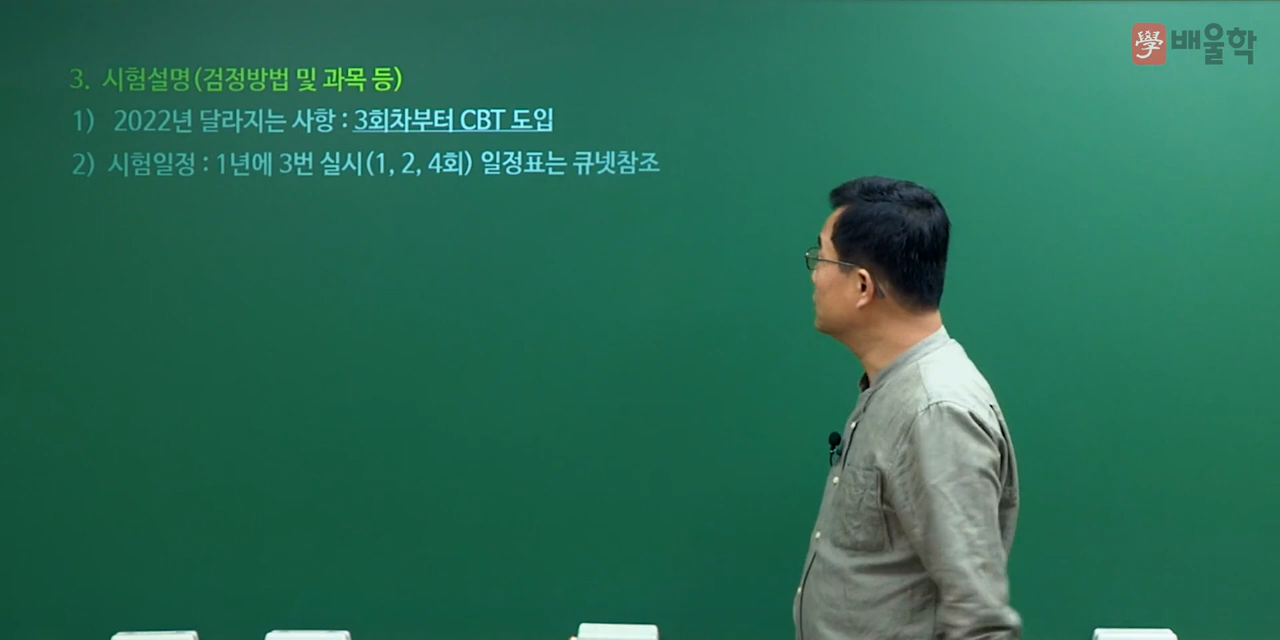 學 배울학
3. 시험설명(검정방법 및 과목 등)
1) 2022년 달라지는 사항 : 3회차부터 CBT 도입
2) 시험일정 : 1년에 3번 실시(1, 2, 4회) 일정표는 큐넷참조